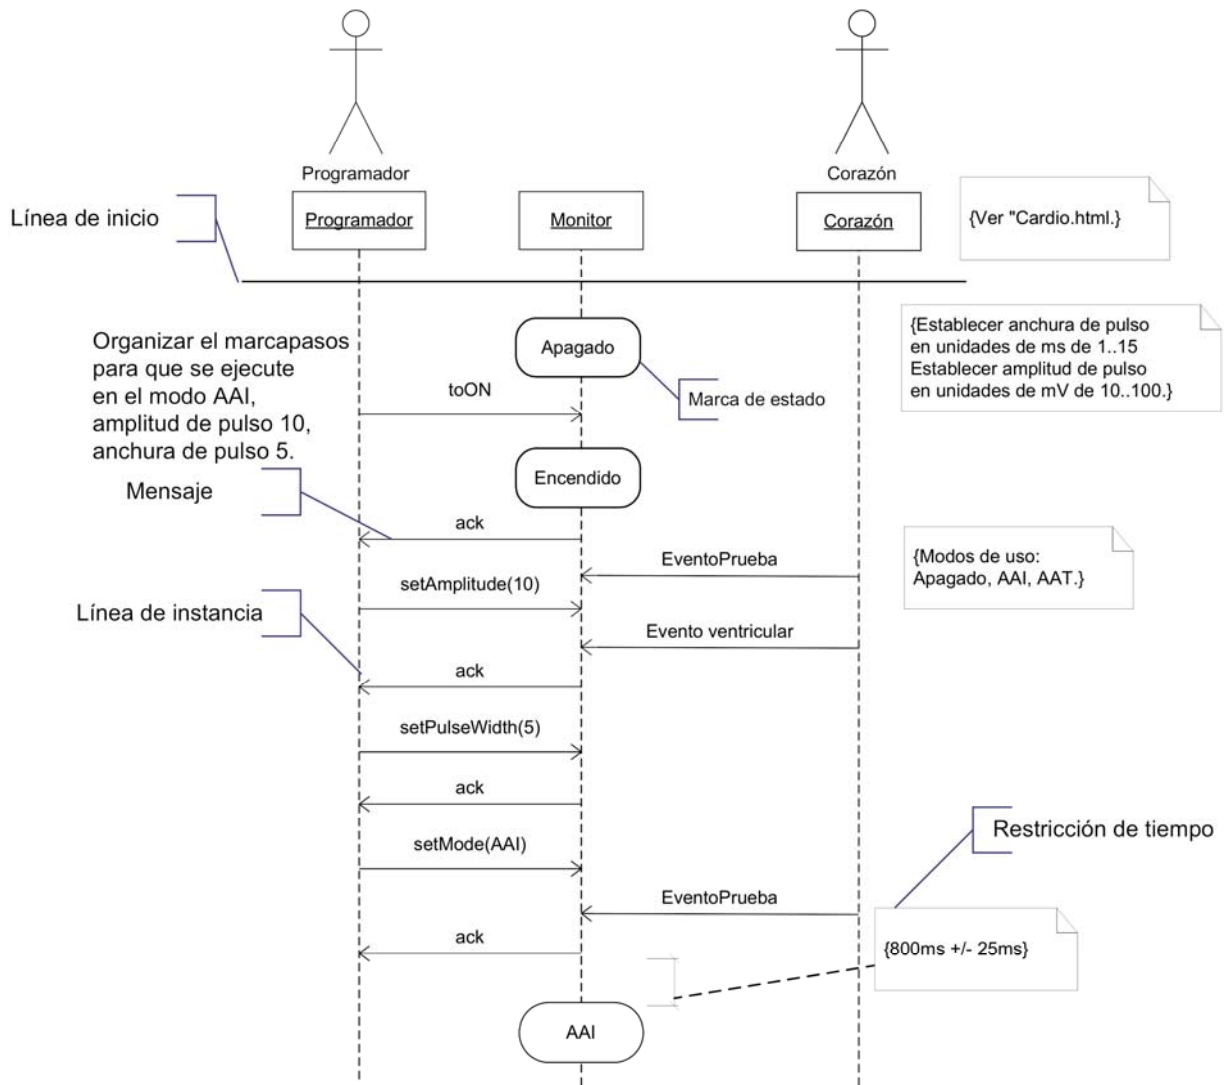 Programador
Corazón
Programador
Monitor
Corazón
{Ver "Cardio.html.}
Línea de inicio
Apagado
{Establecer anchura de pulso
en unidades de ms de 1..15
Establecer amplitud de pulso
en unidades de mV de 10..100.}
Organizar el marcapasos
para que se ejecute
en el modo AAI,
amplitud de pulso 10,
anchura de pulso 5.
toON
Marca de estado
Encendido
Mensaje
ack
EventoPrueba
{Modos de uso:
Apagado, AAI, AAT.}
setAmplitude(10)
Línea de instancia
Evento ventricular
ack
setPulseWidth(5)
ack
Restricción de tiempo
setMode(AAI)
EventoPrueba
ack
{800ms +/- 25ms}
AAI